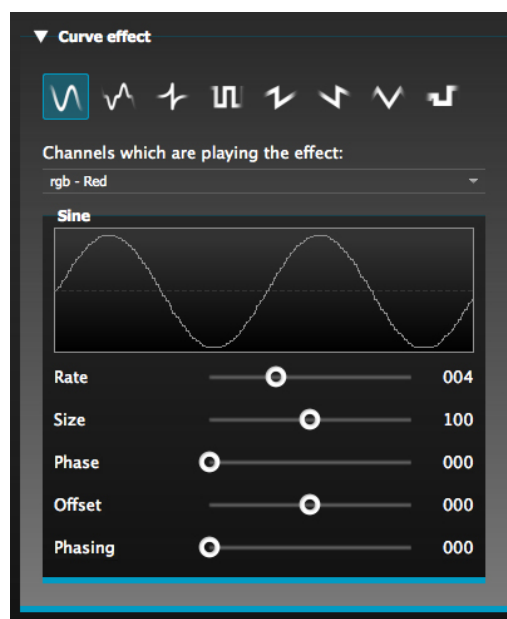 Curve effect
Channels which are playing the effect:
rgb - Red
Sine
Rate 004
Size 100
Phase 000
Offset 000
Phasing 000